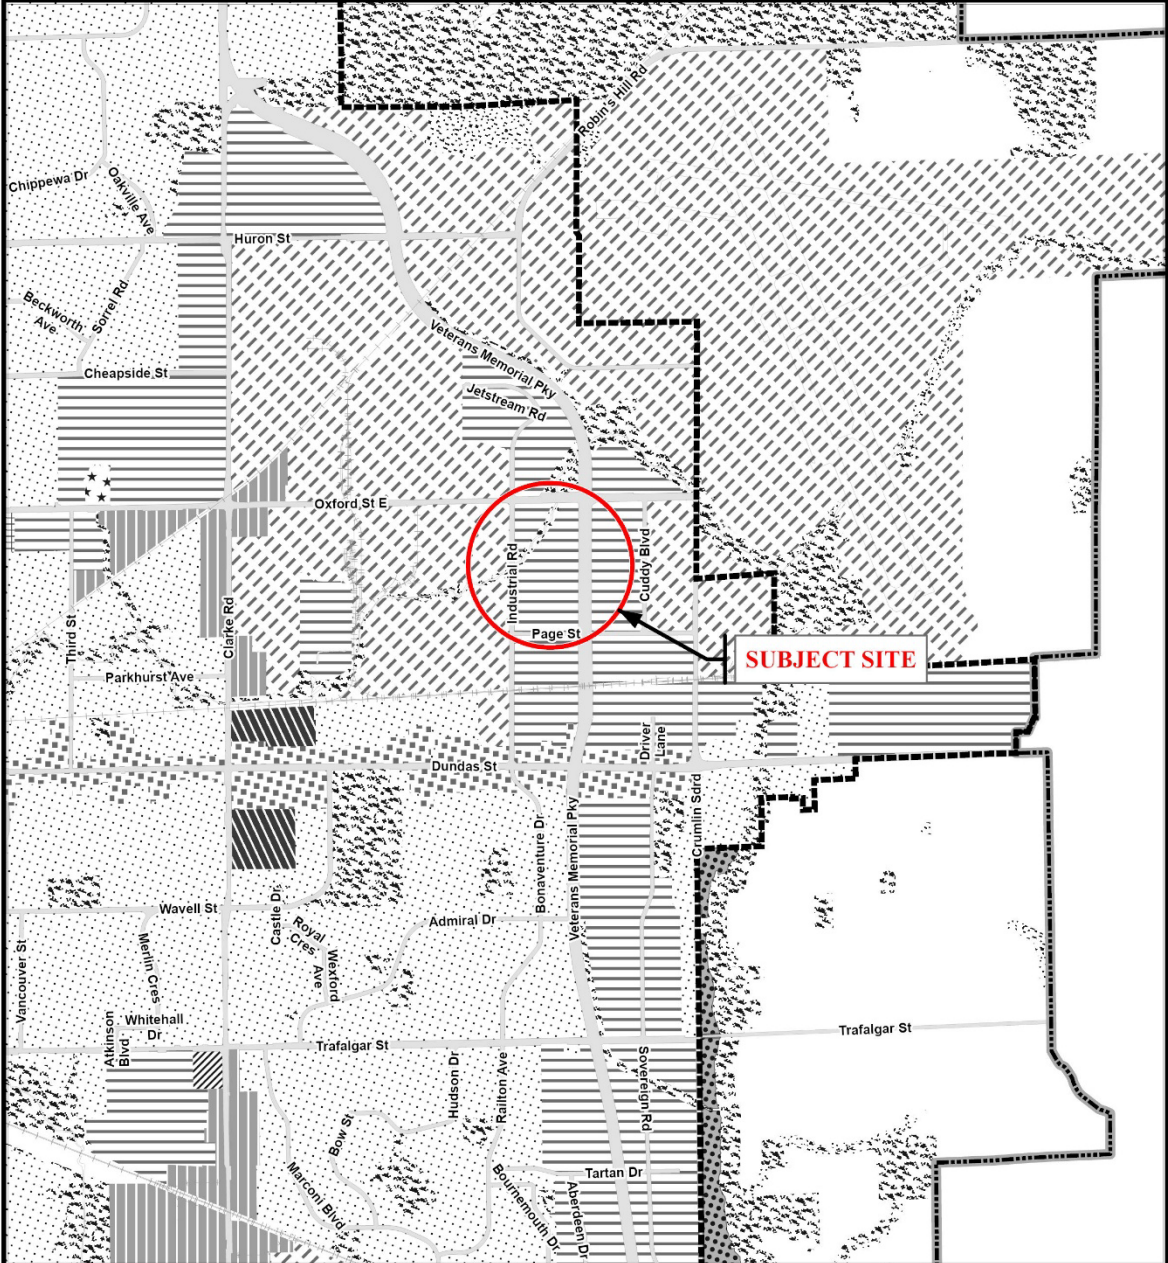 Robin's Hill Rd
Chippewa Dr
Oakville Ave
Huron St
Beckworth
Ave
Sorrel Rd
Veterans Memorial Pky
Cheapside St
Jetstream Rd
Oxford St E
Industrial Rd
Cuddy Blvd
Clarke Rd
Third St
Page St
SUBJECT SITE
Parkhurst Ave
Driver
Lane
Dundas St
Crumlin Sdrd
Bonaventure Dr
Veterans Memorial Pky
Wavell St
Castle Dr
Royal
Cres
Admiral Dr
Vancouver St
Merlin Cres
Wexford
Ave
Whitehall
Dr
Atkinson
Blvd
Trafalgar St
Trafalgar St
Hudson Dr
Railton Ave
Sovereign Rd
Bow St
Marconi Blvd
Tartan Dr
Bournemouth Dr
Aberdeen Dr